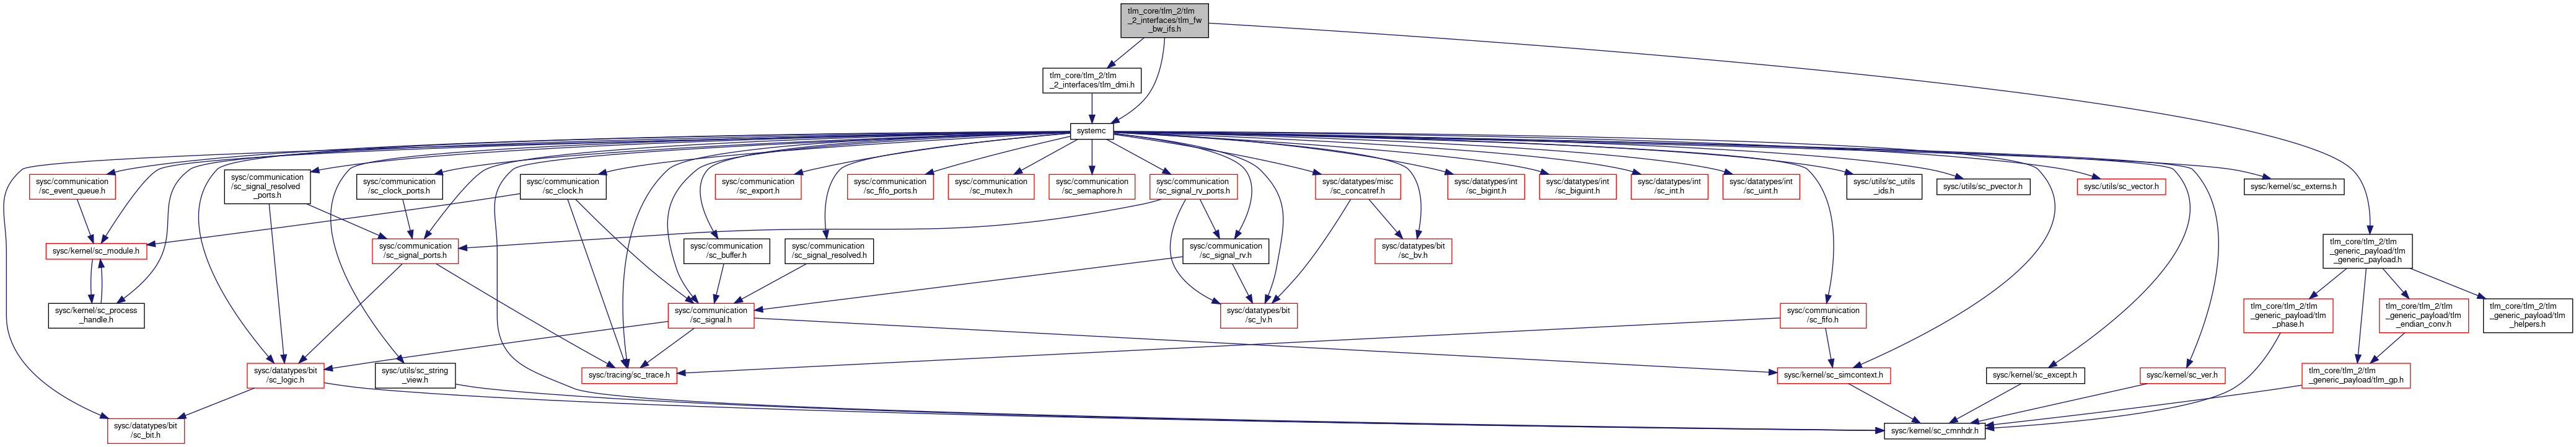 tlm_core/tlm_2/tlm
_2_interfaces/tlm_fw
_bw_ifs.h
tlm_core/tlm_2/tlm
_2_interfaces/tlm_dmi.h
systemc
sysc/communication
/sc_event_queue.h
sysc/communication
/sc_signal_resolved
_ports.h
sysc/communication
/sc_clock_ports.h
sysc/communication
/sc_clock.h
sysc/communication
/sc_export.h
sysc/communication
/sc_fifo_ports.h
sysc/communication
/sc_mutex.h
sysc/communication
/sc_semaphore.h
sysc/communication
/sc_signal_rv_ports.h
sysc/datatypes/misc
/sc_concatref.h
sysc/datatypes/int
/sc_bigint.h
sysc/datatypes/int
/sc_biguint.h
sysc/datatypes/int
/sc_int.h
sysc/datatypes/int
/sc_uint.h
sysc/utils/sc_utils
_ids.h
sysc/utils/sc_pvector.h
sysc/utils/sc_vector.h
sysc/kernel/sc_externs.h
sysc/kernel/sc_module.h
sysc/communication
/sc_signal_ports.h
sysc/communication
/sc_buffer.h
sysc/communication
/sc_signal_resolved.h
sysc/communication
/sc_signal_rv.h
sysc/datatypes/bit
/sc_bv.h
tlm_core/tlm_2/tlm
_generic_payload/tlm
_generic_payload.h
sysc/kernel/sc_process
_handle.h
sysc/communication
/sc_signal.h
sysc/datatypes/bit
/sc_lv.h
sysc/communication
/sc_fifo.h
tlm_core/tlm_2/tlm
_generic_payload/tlm
_phase.h
tlm_core/tlm_2/tlm
_generic_payload/tlm
_endian_conv.h
tlm_core/tlm_2/tlm
_generic_payload/tlm
_helpers.h
sysc/datatypes/bit
/sc_logic.h
sysc/utils/sc_string
_view.h
sysc/tracing/sc_trace.h
sysc/kernel/sc_simcontext.h
sysc/kernel/sc_except.h
sysc/kernel/sc_ver.h
tlm_core/tlm_2/tlm
_generic_payload/tlm_gp.h
sysc/datatypes/bit
/sc_bit.h
sysc/kernel/sc_cmnhdr.h